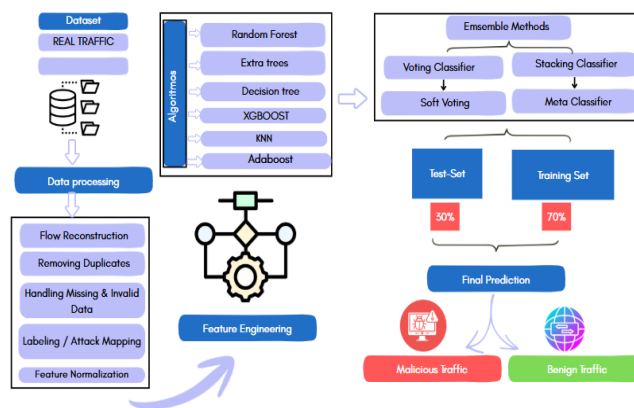 Dataset
REAL TRAFFIC
Data processing
Flow Reconstruction
Removing Duplicates
Handling Missing & Invalid
Data
Labeling / Attack Mapping
Feature Normalization
Algoritmos
Random Forest
Extra trees
Decision tree
XGBOOST
KNN
Adaboost
Feature Engineering
Emsemble Methods
Voting Classifier
Stacking Classifier
Soft Voting
Meta Classifier
Test-Set
Training Set
30%
70%
Final Prediction
Malicious Traffic
Benign Traffic